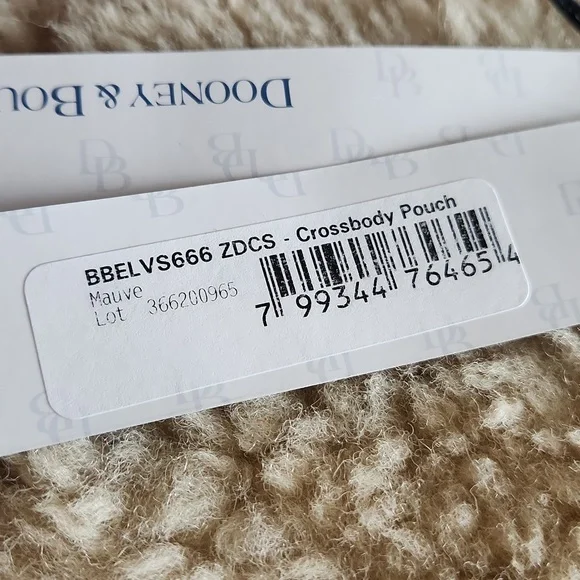 DOONEY & BOU
BBELVS666 ZDCS - Crossbody Pouch
Mauve
Lot 366200965
7 99344 76465 4